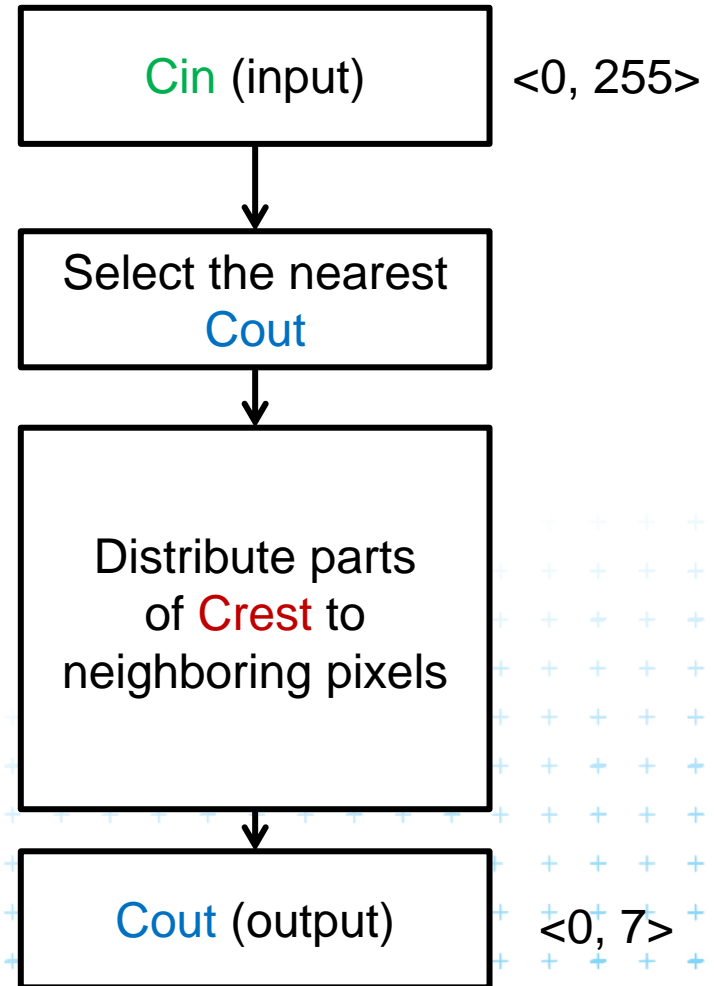 Cin (input)
<0, 255>
Select the nearest
Cout
Distribute parts
of Crest to
neighboring pixels
Cout (output)
<0, 7>